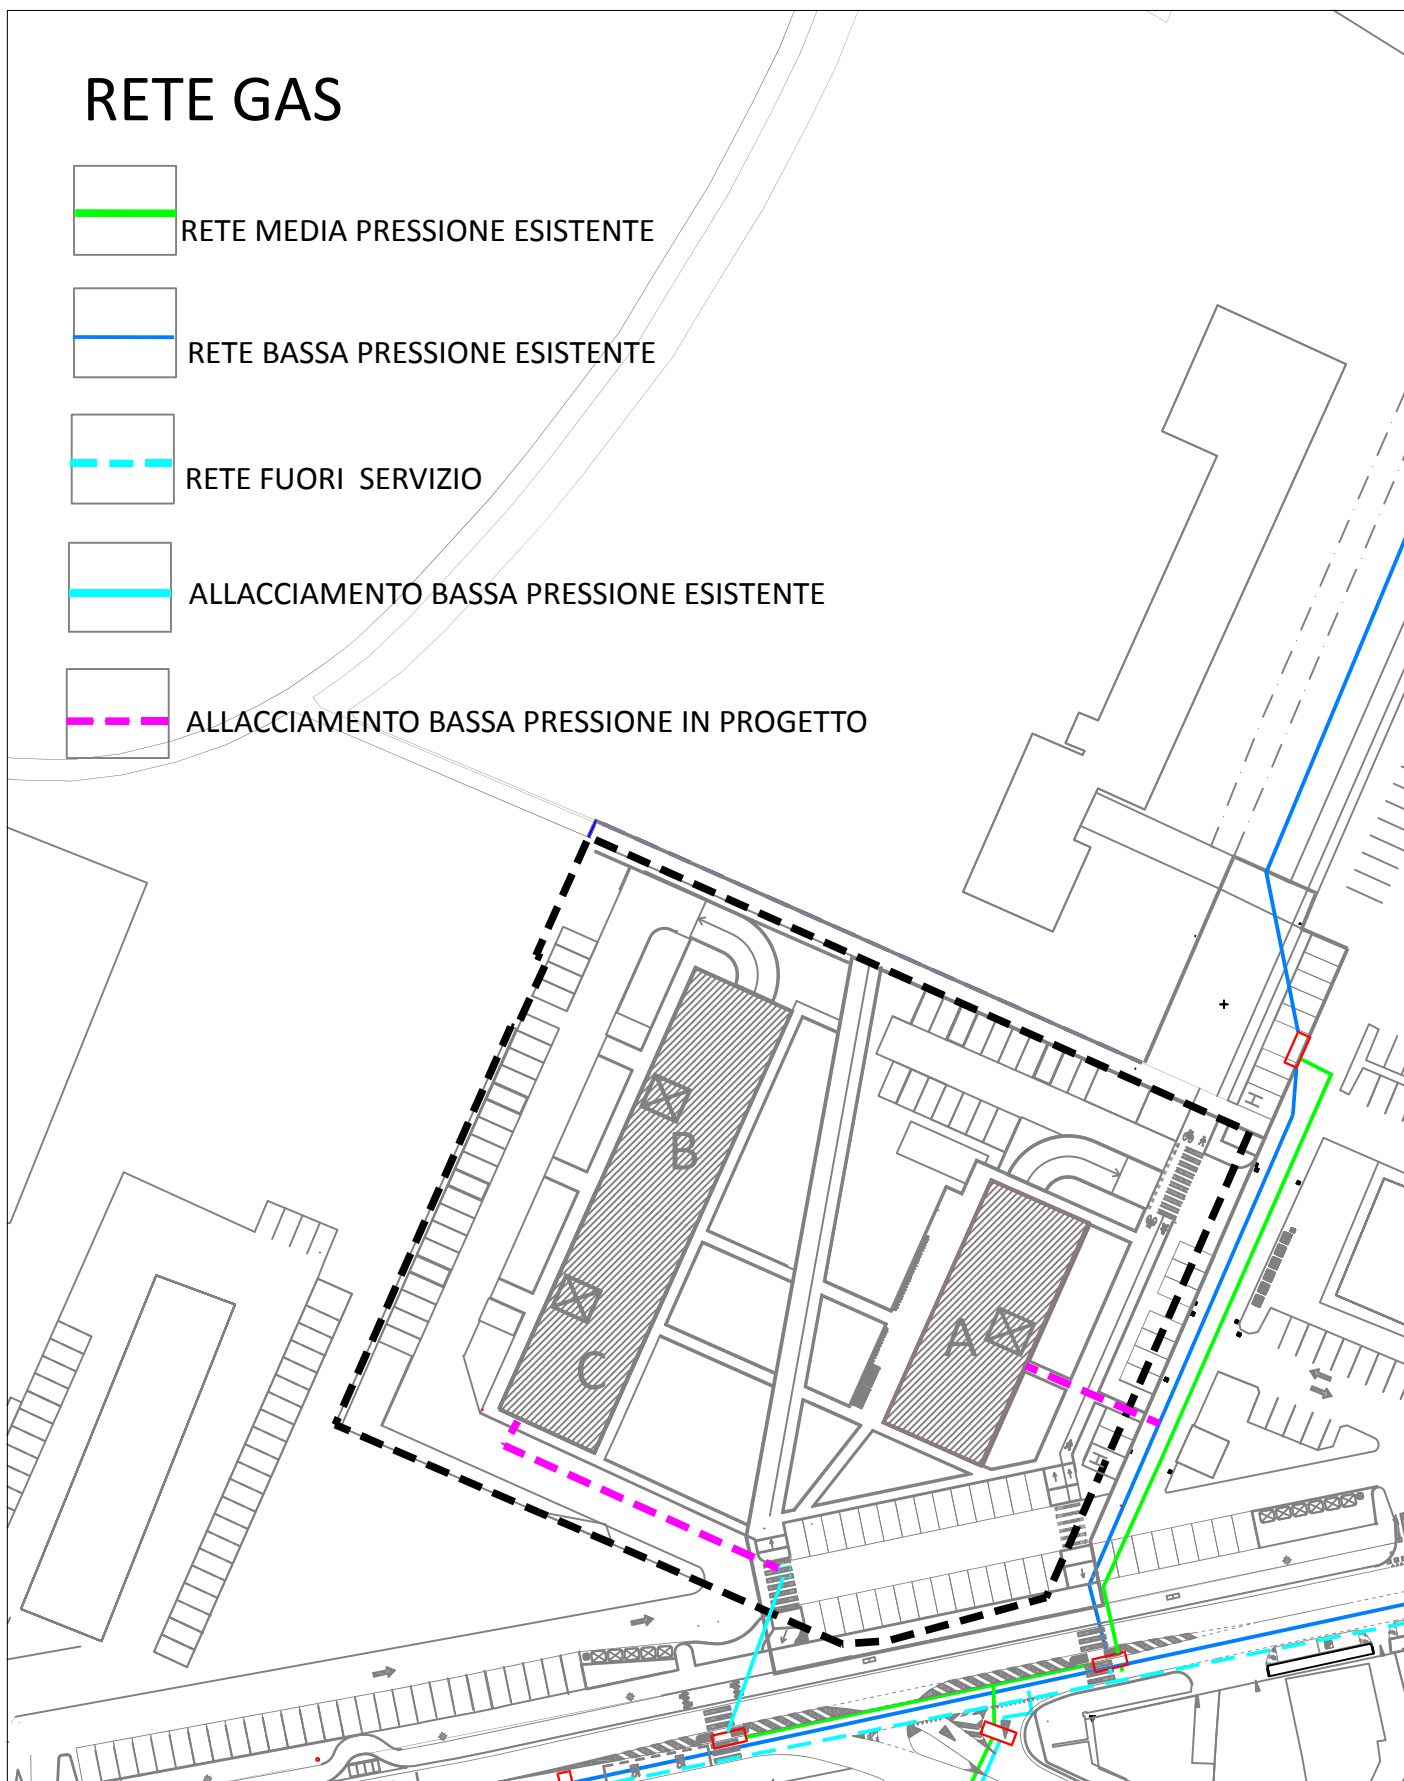 RETE GAS
RETE MEDIA PRESSIONE ESISTENTE
RETE BASSA PRESSIONE ESISTENTE
RETE FUORI SERVIZIO
ALLACCIAMENTO BASSA PRESSIONE ESISTENTE
ALLACCIAMENTO BASSA PRESSIONE IN PROGETTO
H
B
A
C
H